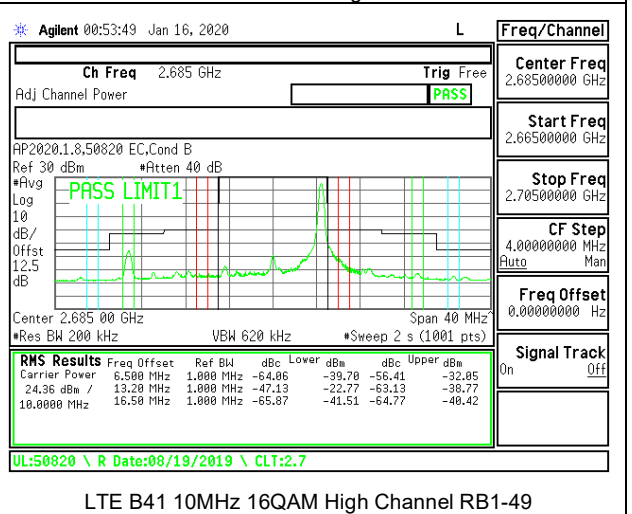 Agilent 00:53:49 Jan 16, 2020 L
Freq/Channel
Ch Freq 2.685 GHz Trig Free
Adj Channel Power PASS
AP2020.1.8,50820 EC,Cond B
Ref 30 dBm #Atten 40 dB
#Avg
Log
10
dB/
Offst
12.5
dB
PASS LIMIT1
Center 2.685 00 GHz Span 40 MHz^
#Res BW 200 kHz VBW 620 kHz #Sweep 2 s (1001 pts)
RMS Results Freq Offset Ref BW dBc Lower dBm dBc Upper dBm
Carrier Power 6.500 MHz 1.000 MHz -64.06 -39.70 -56.41 -32.05
24.36 dBm / 13.20 MHz 1.000 MHz -47.13 -22.77 -63.13 -38.77
10.0000 MHz 16.50 MHz 1.000 MHz -65.87 -41.51 -64.77 -40.42
UL:50820 \ R Date:08/19/2019 \ CLT:2.7
Center Freq
2.68500000 GHz
Start Freq
2.66500000 GHz
Stop Freq
2.70500000 GHz
CF Step
4.00000000 MHz
Auto Man
Freq Offset
0.00000000 Hz
Signal Track
On Off
LTE B41 10MHz 16QAM High Channel RB1-49